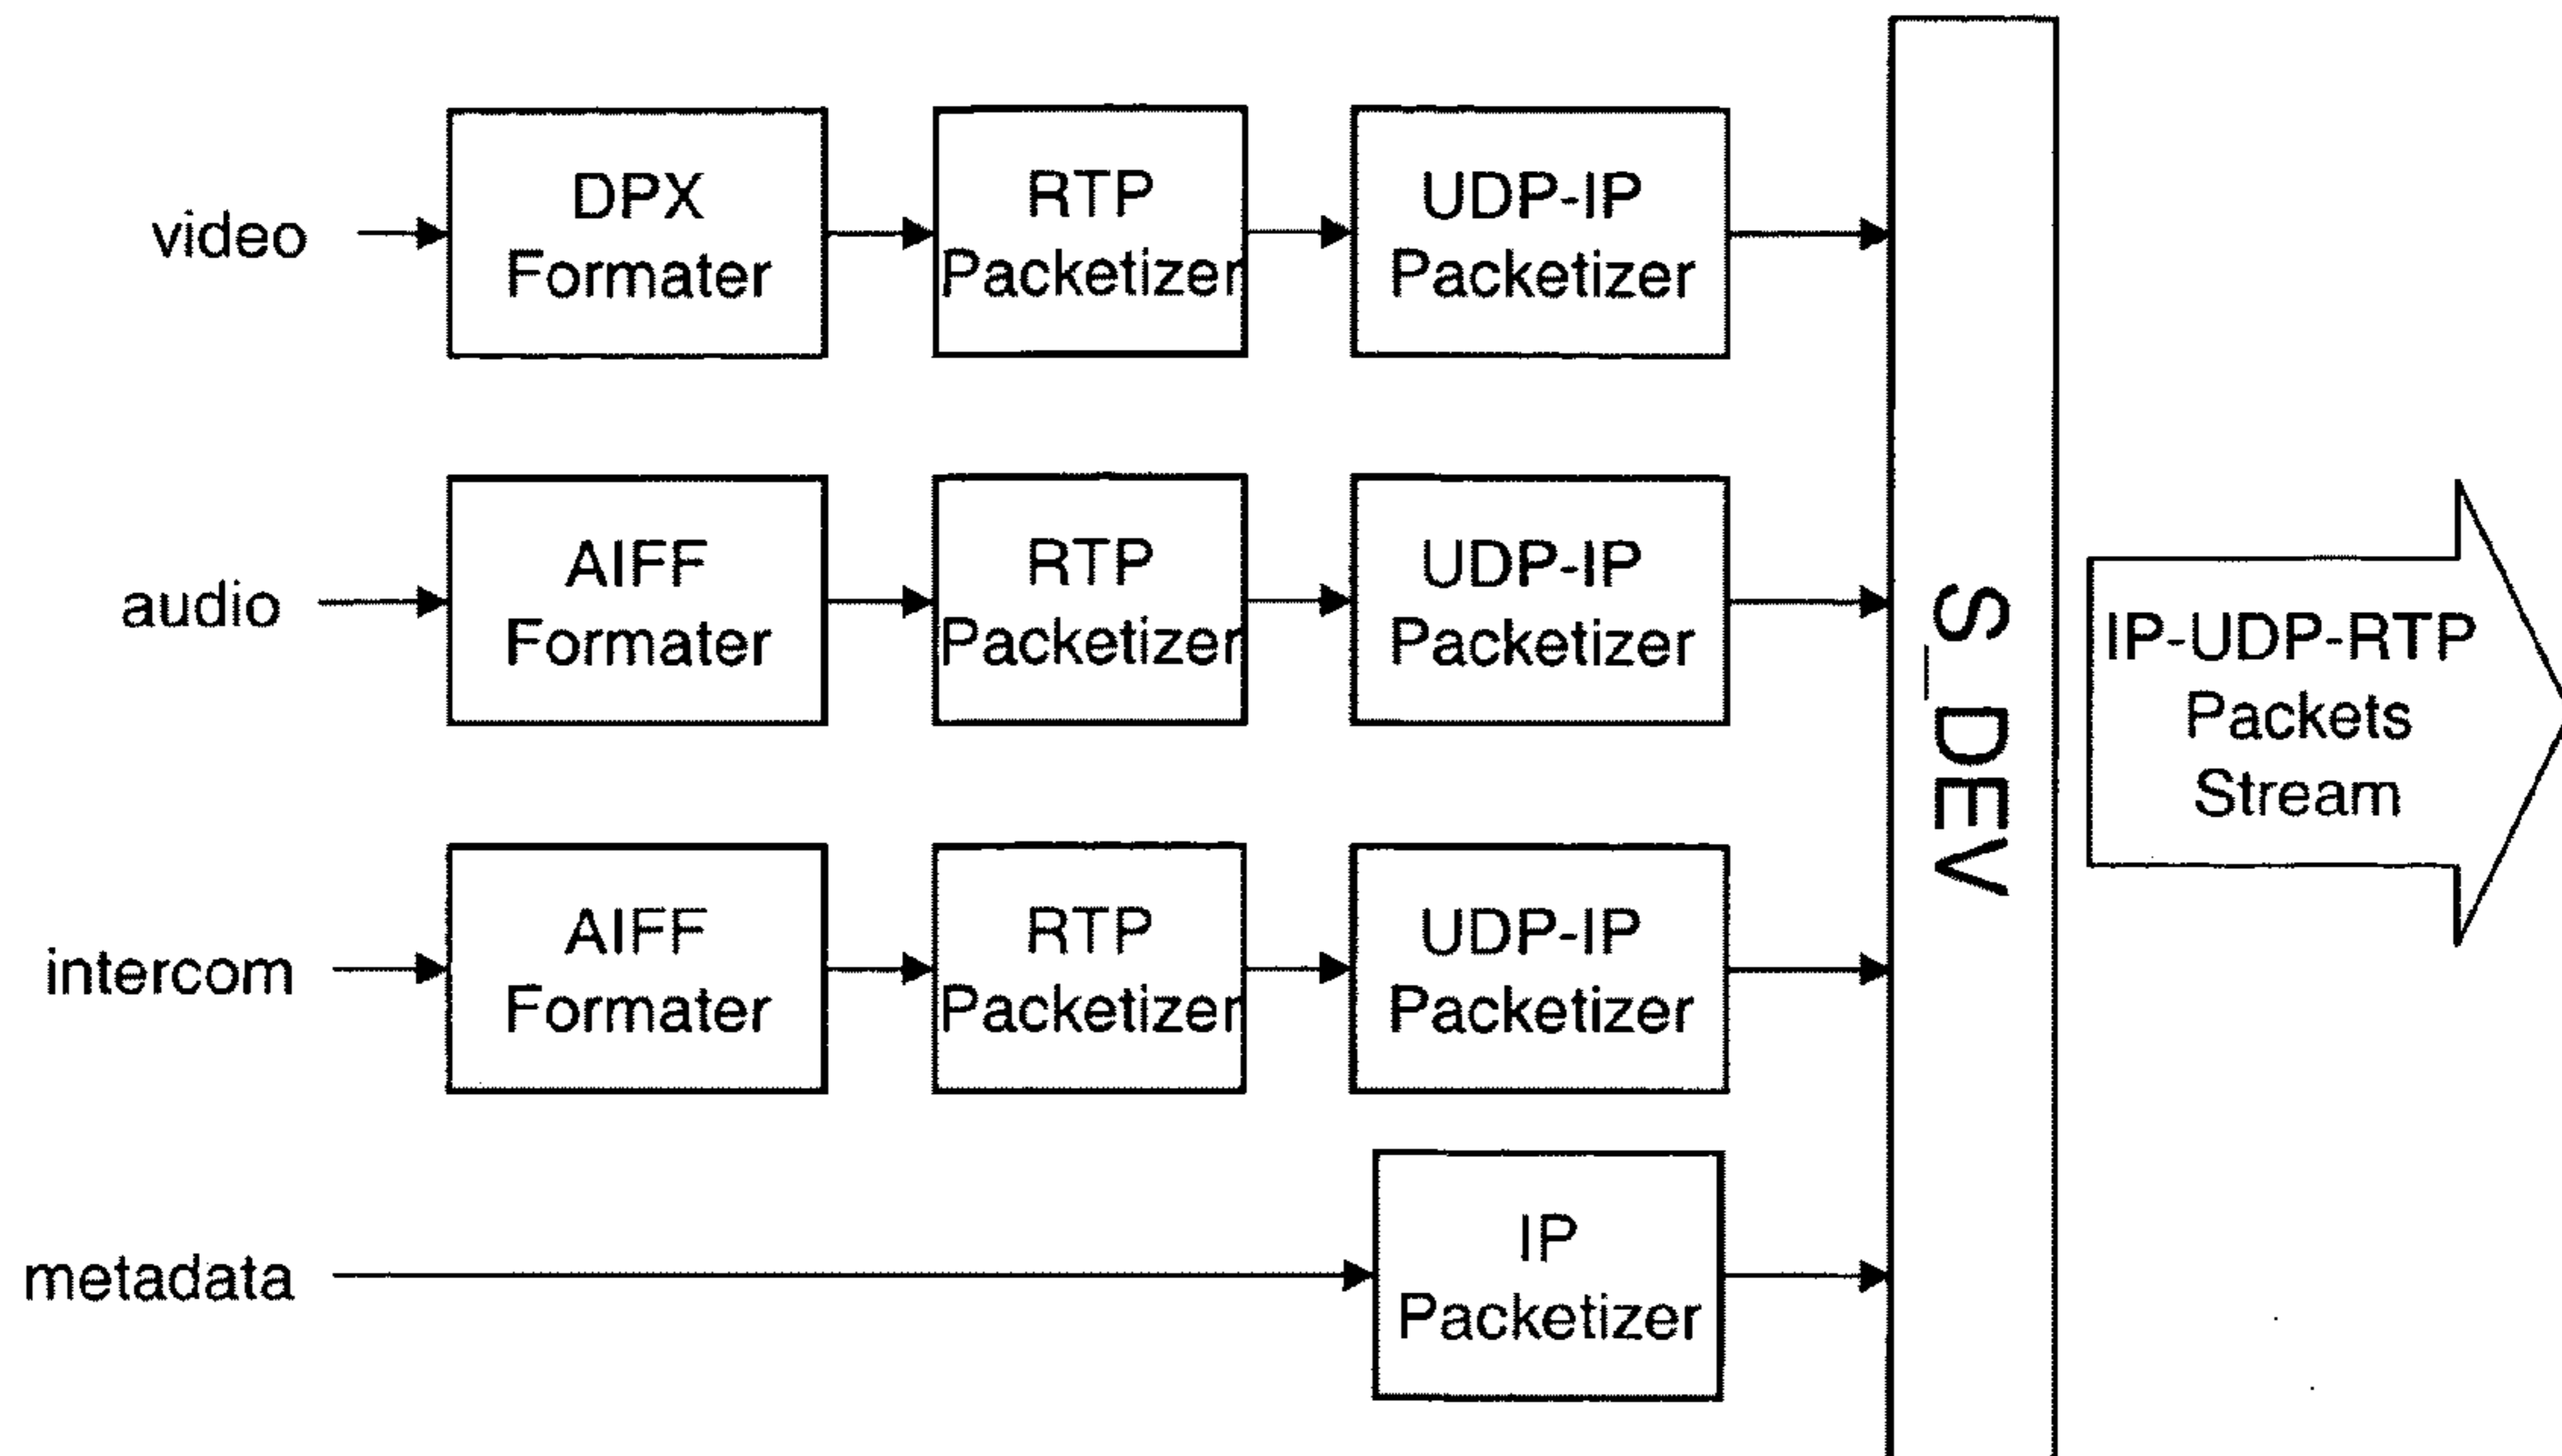 video
DPX
Formater
RTP
Packetizer
UDP-IP
Packetizer
audio
AIFF
Formater
RTP
Packetizer
UDP-IP
Packetizer
intercom
AIFF
Formater
RTP
Packetizer
UDP-IP
Packetizer
metadata
IP
Packetizer
S_DEV
IP-UDP-RTP
Packets
Stream